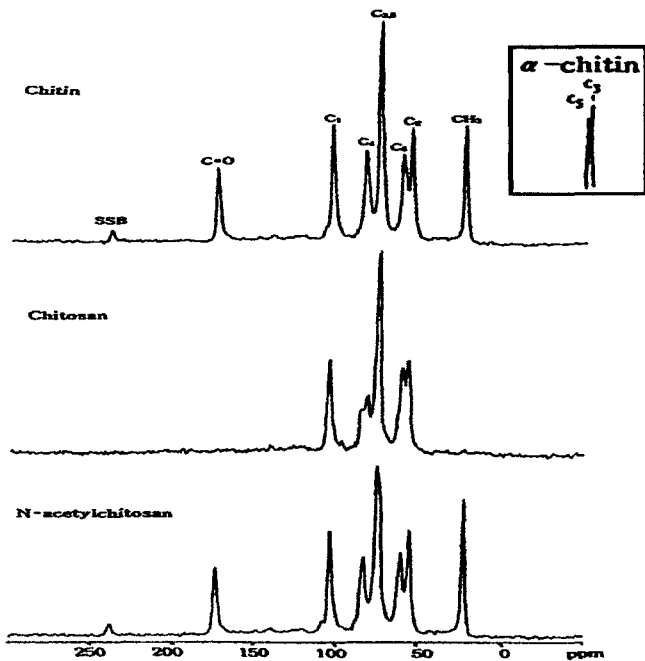 C₃,₅
α-chitin
C₃
C₅
Chitin
C₁
C₂
CH₃
C₄
C₆
C=O
SSB
Chitosan
N-acetylchitosan
250 200 150 100 50 0 ppm